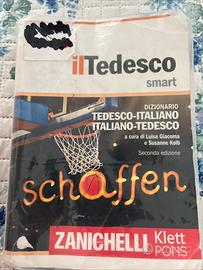 il Tedesco
smart
DIZIONARIO
TEDESCO-ITALIANO
ITALIANO-TEDESCO
a cura di Luisa Giacoma
e Susanne Kolb
Seconda edizione
schaffen
ZANICHELLI
Klett
PONS